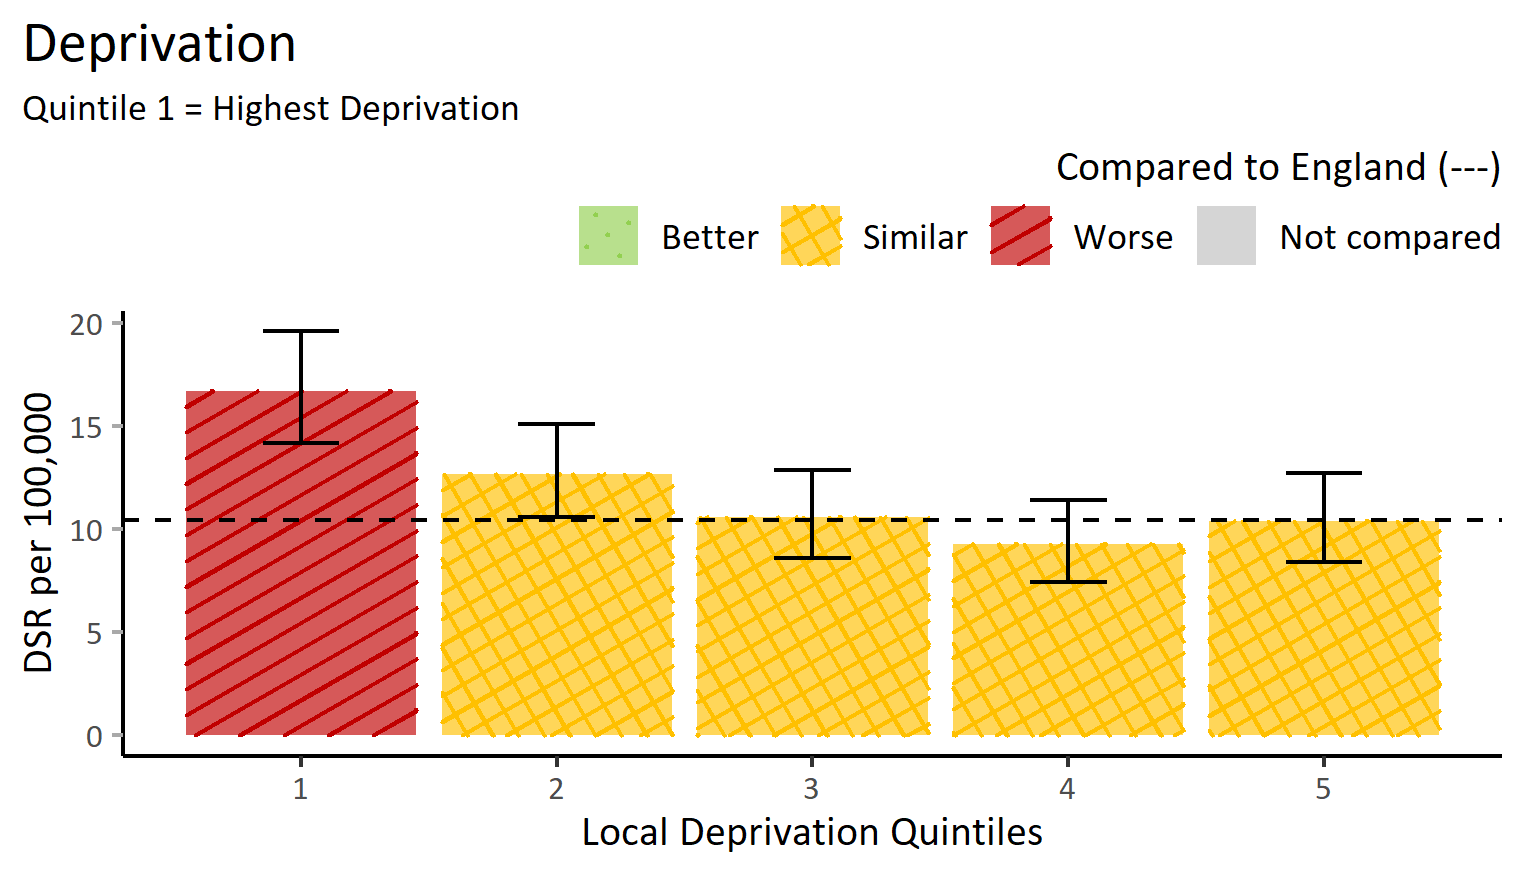 Deprivation
Quintile 1 = Highest Deprivation
Compared to England (---)
Better Similar Worse Not compared
DSR per 100,000
20
15
10
5
0
1 2 3 4 5
Local Deprivation Quintiles